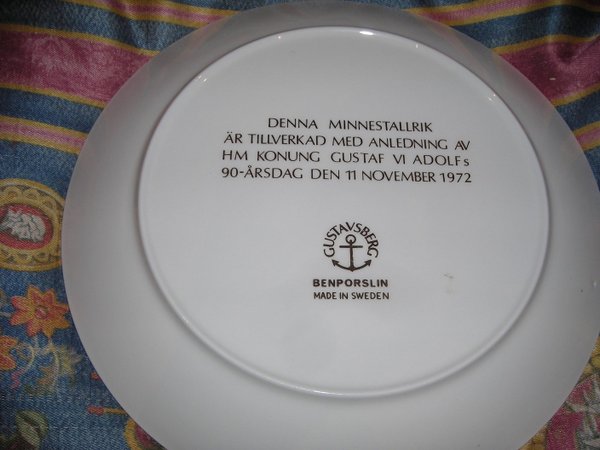 DENNA MINNESTALLRIK
ÄR TILLVERKAD MED ANLEDNING AV
HM KONUNG GUSTAF VI ADOLFs
90-ÅRSDAG DEN 11 NOVEMBER 1972
GUSTAVSBERG
BENPORSLIN
MADE IN SWEDEN